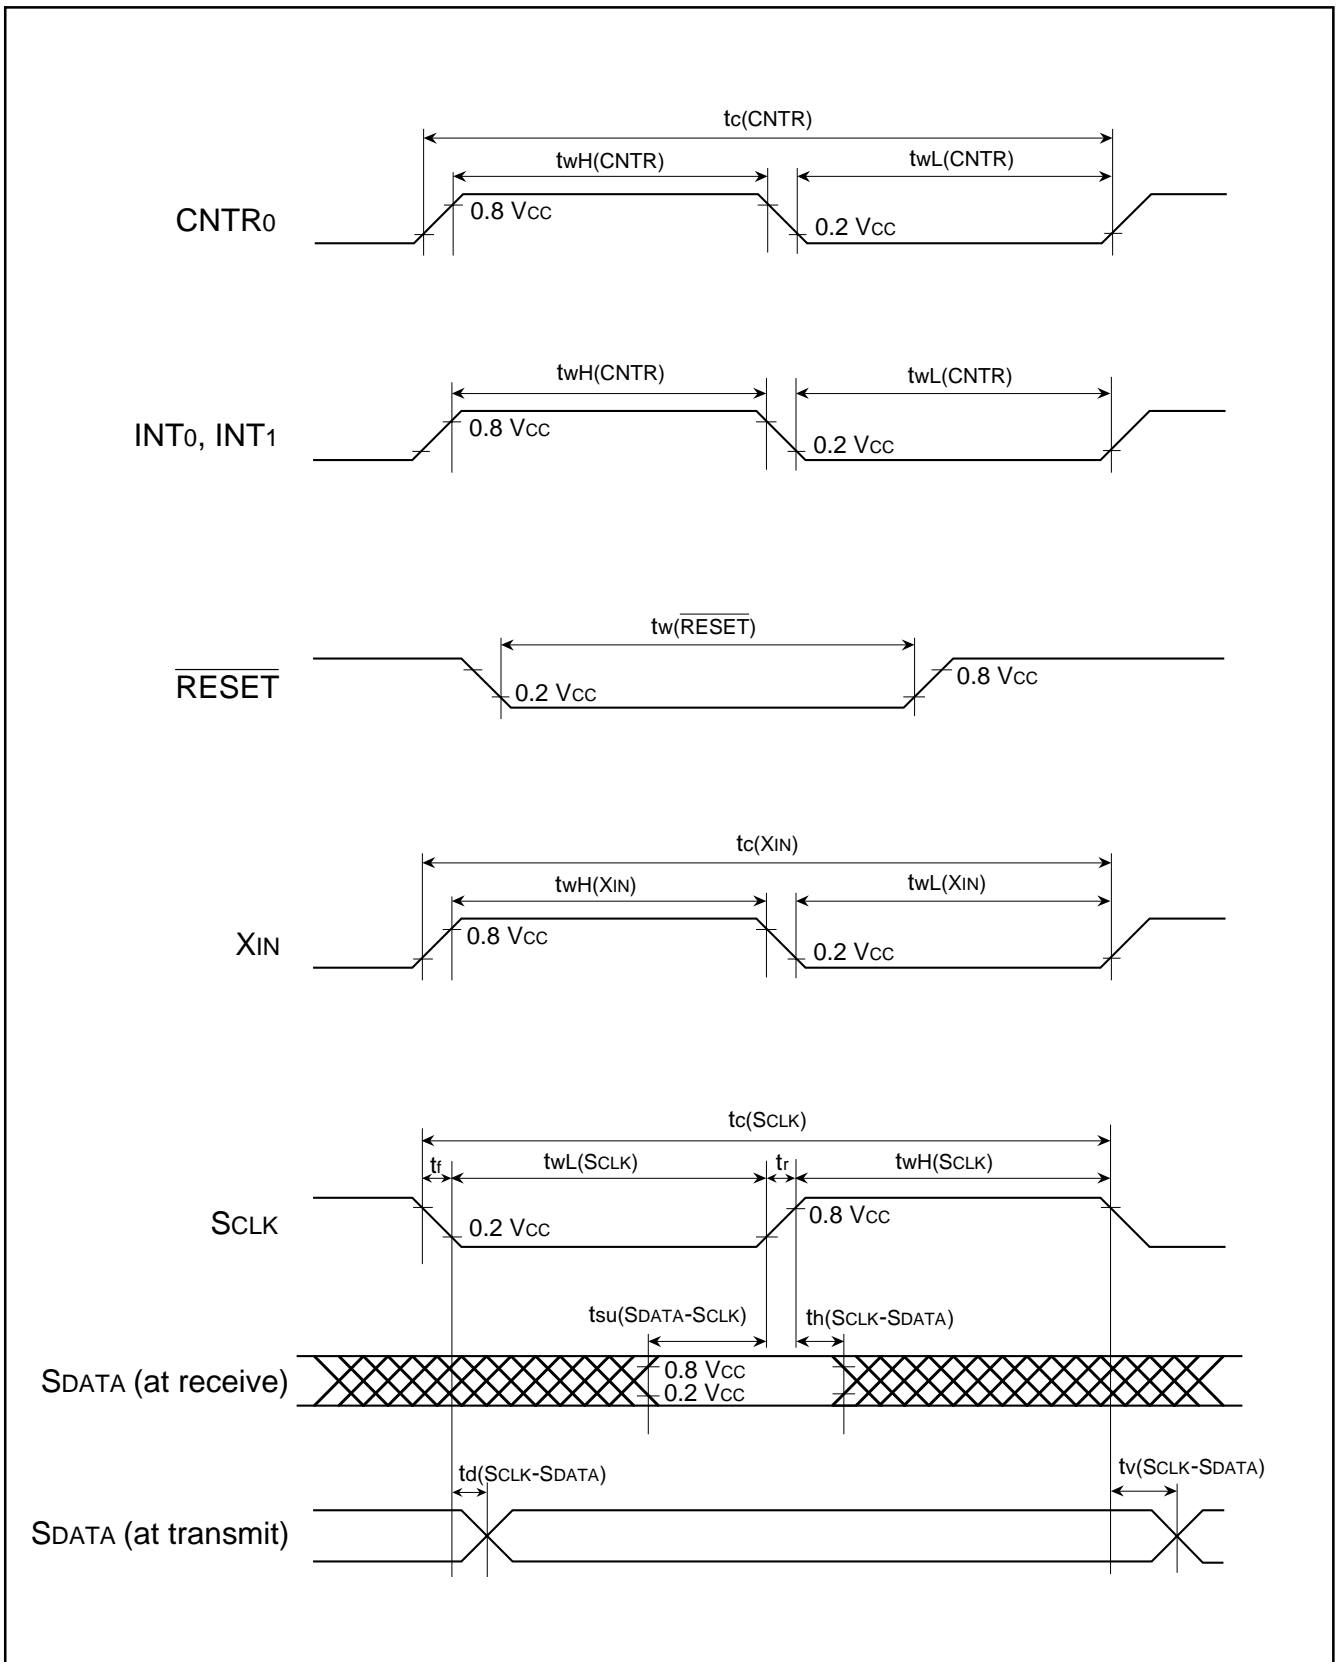 tc(CNTR)
twH(CNTR) twL(CNTR)
CNTR0 0.8 VCC 0.2 VCC
twH(CNTR) twL(CNTR)
INT0, INT1 0.8 VCC 0.2 VCC
tw(RESET)
RESET 0.2 VCC 0.8 VCC
tc(XIN)
twH(XIN) twL(XIN)
XIN 0.8 VCC 0.2 VCC
tc(SCLK)
tf twL(SCLK) tr twH(SCLK)
SCLK 0.2 VCC 0.8 VCC
tsu(SDATA-SCLK) th(SCLK-SDATA)
SDATA (at receive) 0.8 VCC
0.2 VCC
td(SCLK-SDATA) tv(SCLK-SDATA)
SDATA (at transmit)